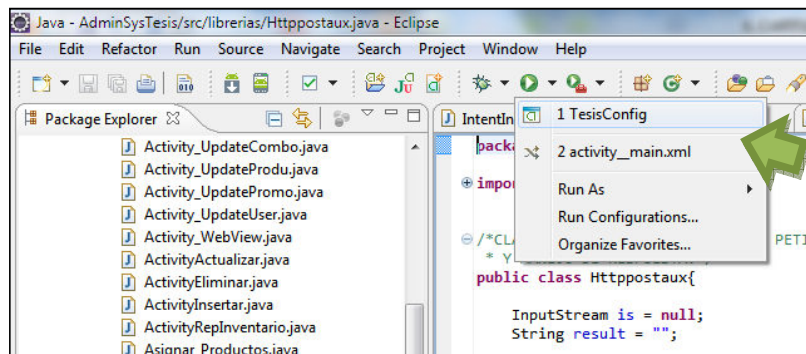 Java - AdminSysTesis/src/librerias/Httppostaux.java - Eclipse
File Edit Refactor Run Source Navigate Search Project Window Help
Package Explorer
IntentIn
1 TesisConfig
2 activity__main.xml
Run As
Run Configurations...
Organize Favorites...
Activity_UpdateCombo.java
Activity_UpdateProdu.java
Activity_UpdatePromo.java
Activity_UpdateUser.java
Activity_WebView.java
ActivityActualizar.java
ActivityEliminar.java
ActivityInsertar.java
ActivityRepInventario.java
Asignar_Productos.java
packa
impor
/*CLA PETI
* Y
public class Httppostaux{
InputStream is = null;
String result = "";